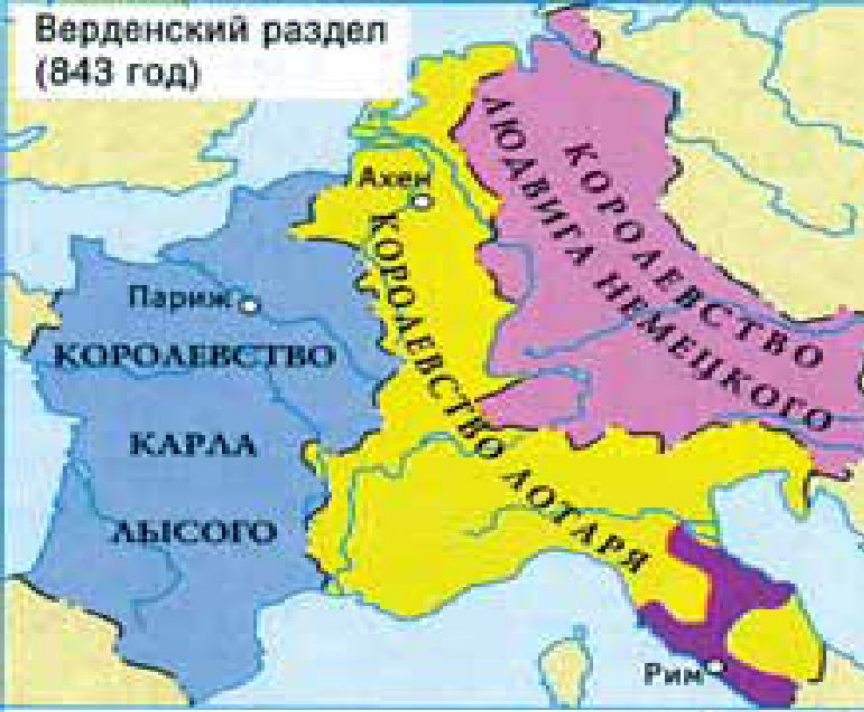 Верденский раздел
(843 год)
Ахен
Париж
КОРОЛЕВСТВО
КАРЛА
ЛЫСОГО
КОРОЛЕВСТВО ЛОТАРЯ
КОРОЛЕВСТВО
ЛЮДВИГА НЕМЕЦКОГО
Рим